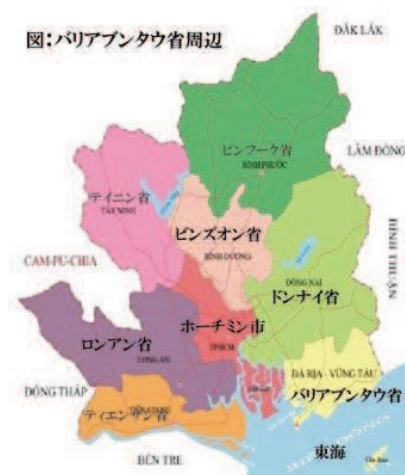 図：バリアブンタウ省周辺
ĐĂK LĂK
ビンフーク省
BÌNH PHƯỚC
LÂM ĐỒNG
テイニン省
TÂY NINH
ビンズオン省
BÌNH DƯƠNG
BÌNH THUẬN
CAM-PU-CHIA
ĐỒNG NAI
ドンナイ省
ホーチミン市
TPHCM
ロンアン省
LONG AN
BÀ RỊA - VŨNG TÀU
バリアブンタウ省
ĐỒNG THÁP
ティエンザン省
東海
BẾN TRE
Côn Đảo